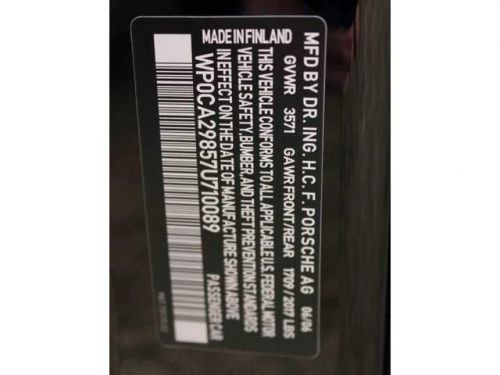 MFD BY DR. ING. H.C. F. PORSCHE AG 06/06
GVWR 3571 GAWR FRONT/REAR 1709 / 2017 LBS
MADE IN FINLAND
THIS VEHICLE CONFORMS TO ALL APPLICABLE U.S. FEDERAL MOTOR
VEHICLE SAFETY, BUMPER, AND THEFT PREVENTION STANDARDS
IN EFFECT ON THE DATE OF MANUFACTURE SHOWN ABOVE
WP0CA29857U710089 PASSENGER CAR